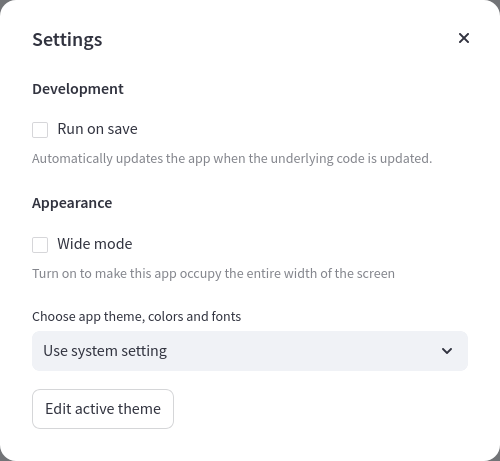 Settings
Development
Run on save
Automatically updates the app when the underlying code is updated.
Appearance
Wide mode
Turn on to make this app occupy the entire width of the screen
Choose app theme, colors and fonts
Use system setting
Edit active theme